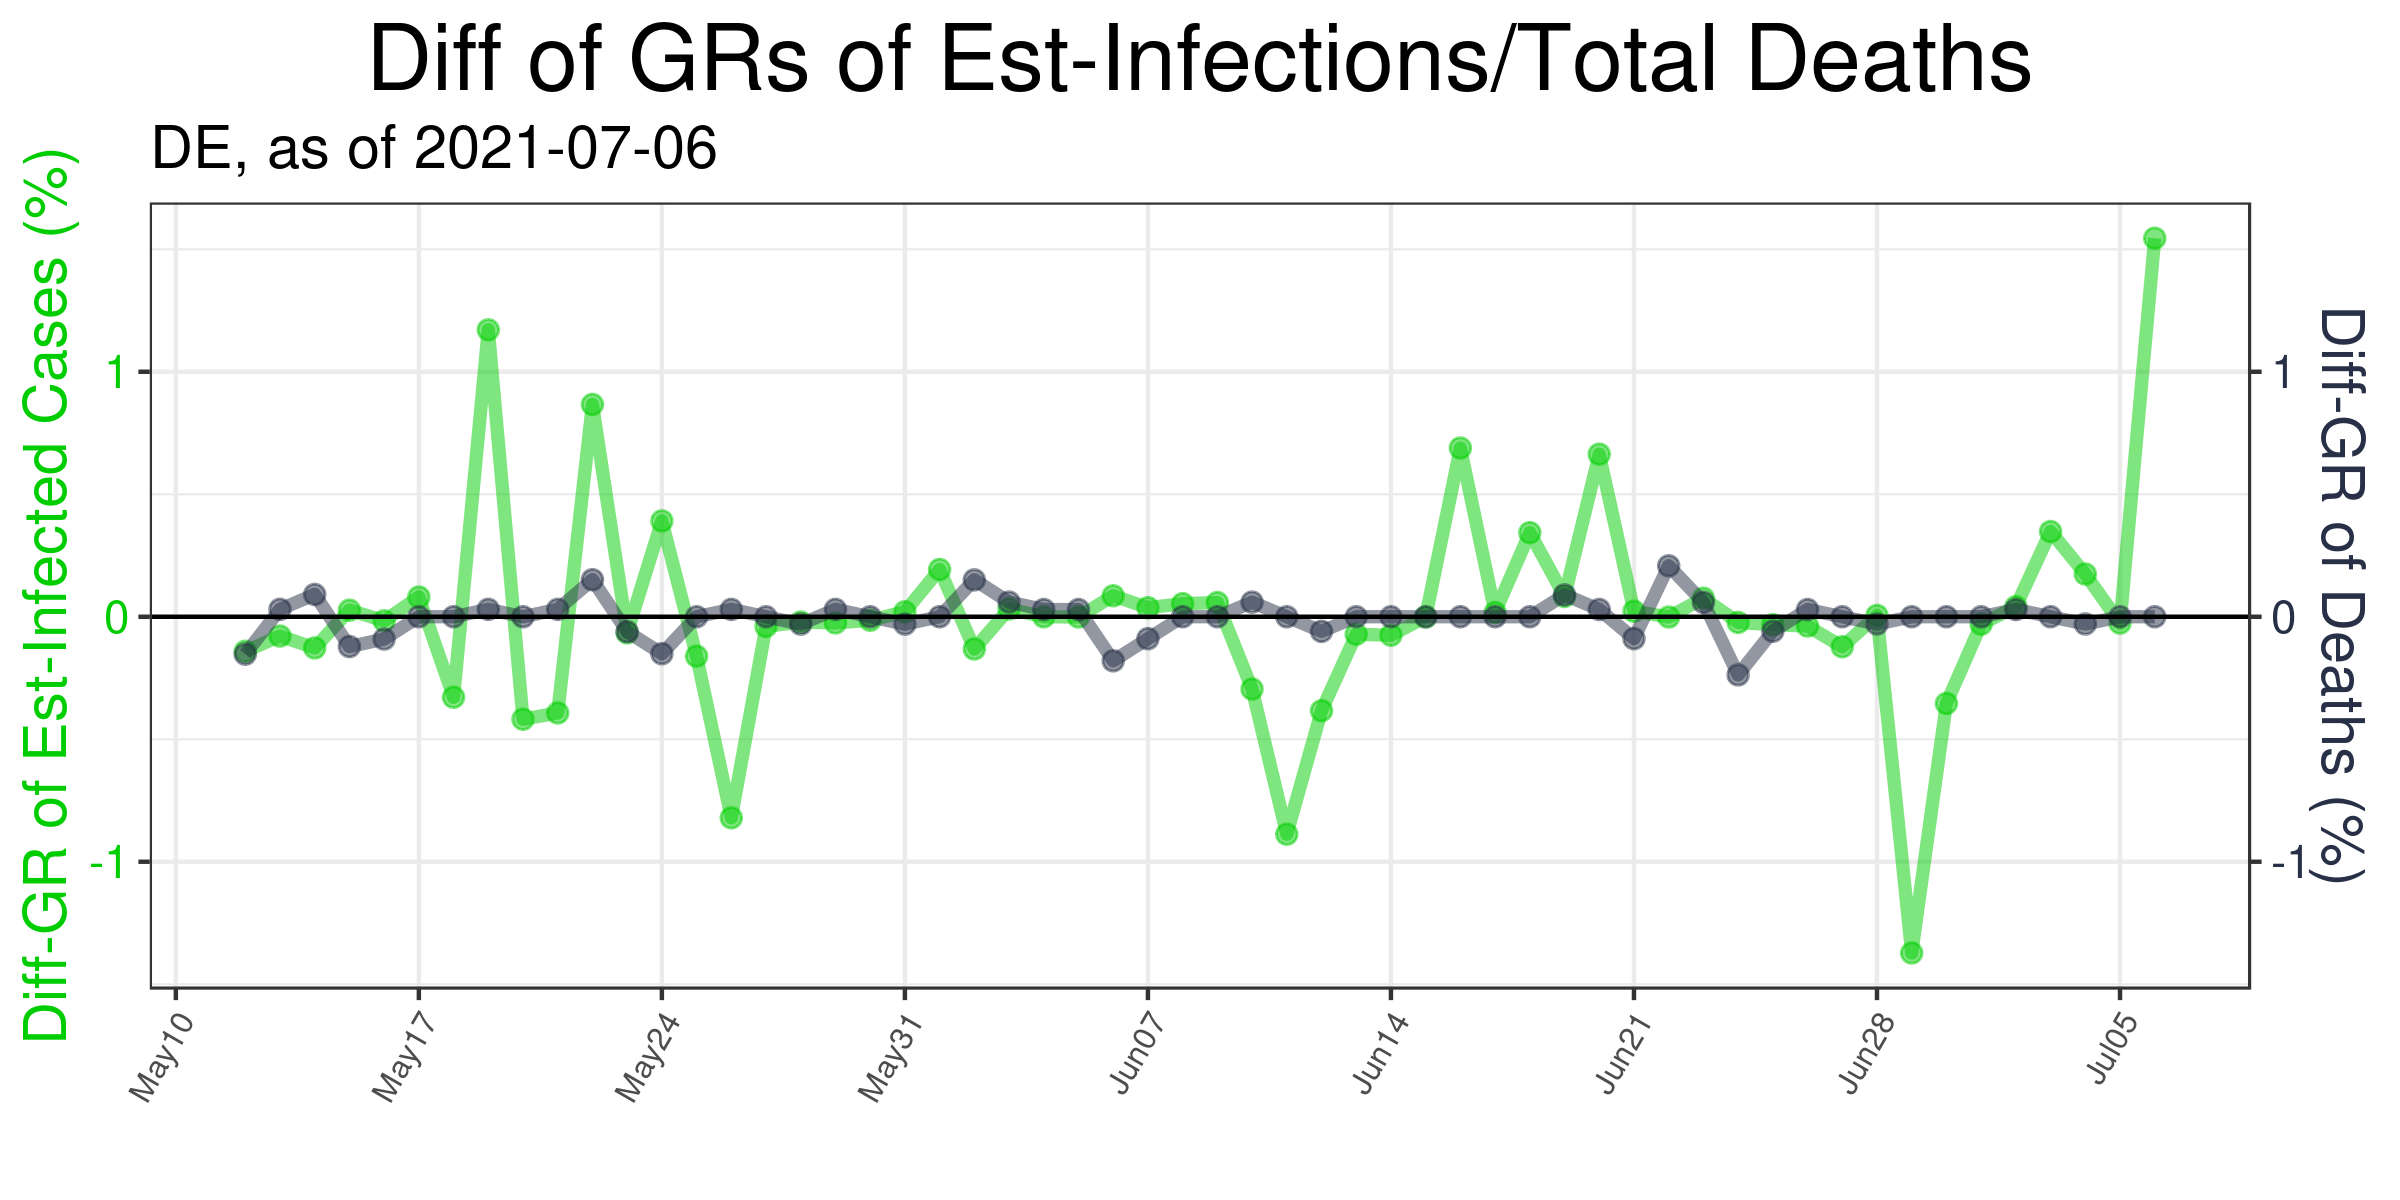 Diff of GRs of Est-Infections/Total Deaths
DE, as of 2021-07-06
Diff-GR of Est-Infected Cases (%)
1
0
-1
1
0
-1
Diff-GR of Deaths (%)
May10
May17
May24
May31
Jun07
Jun14
Jun21
Jun28
Jul05